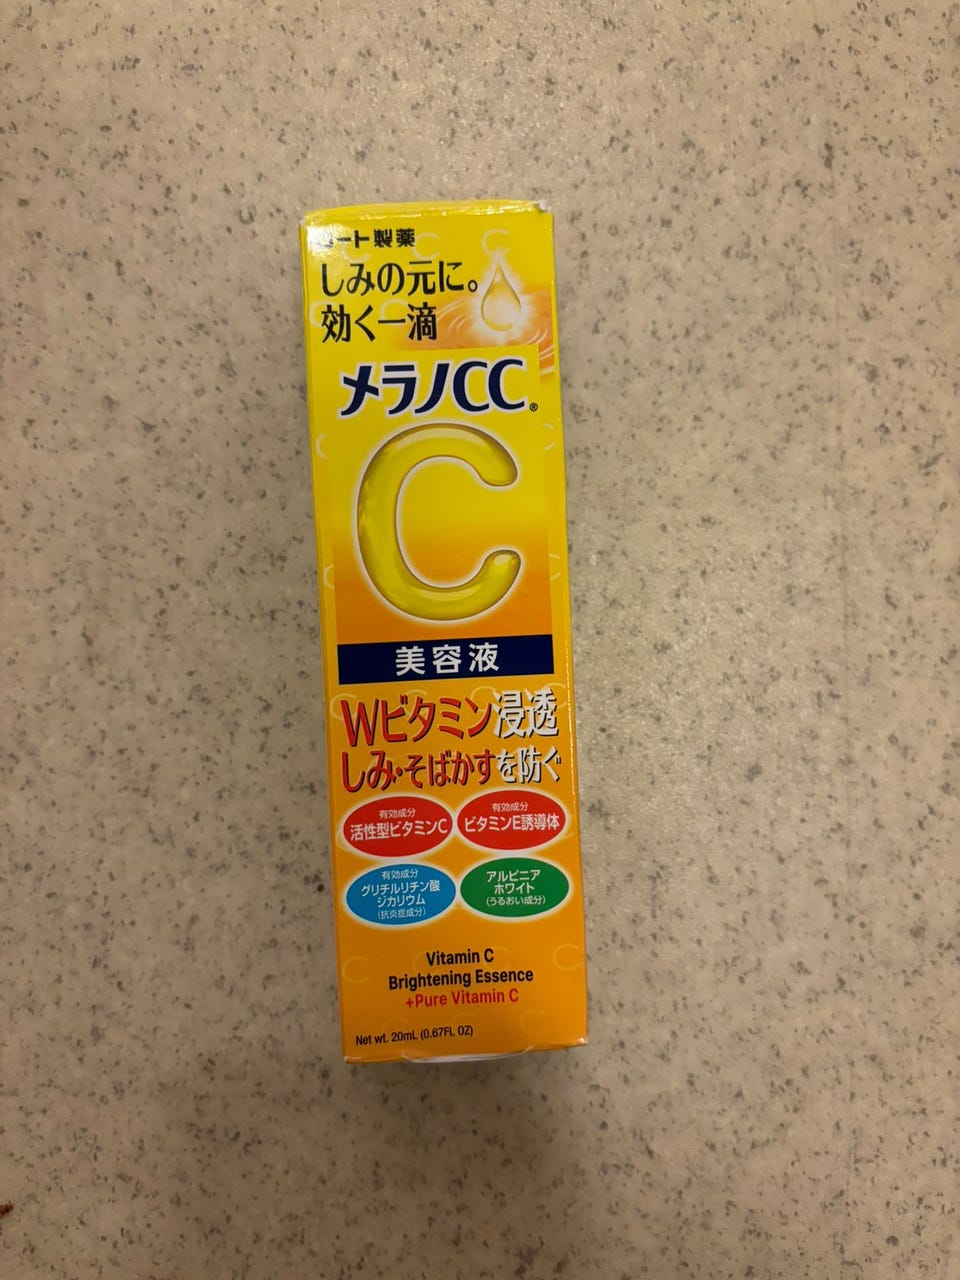 ロート製薬
しみの元に。
効く一滴
メラノCC®
C
美容液
Wビタミン浸透
しみ・そばかすを防ぐ
有効成分
活性型ビタミンC
有効成分
ビタミンE誘導体
有効成分
グリチルリチン酸
ジカリウム
(抗炎症成分)
アルピニア
ホワイト
(うるおい成分)
Vitamin C
Brightening Essence
+Pure Vitamin C
Net wt. 20mL (0.67FL OZ)